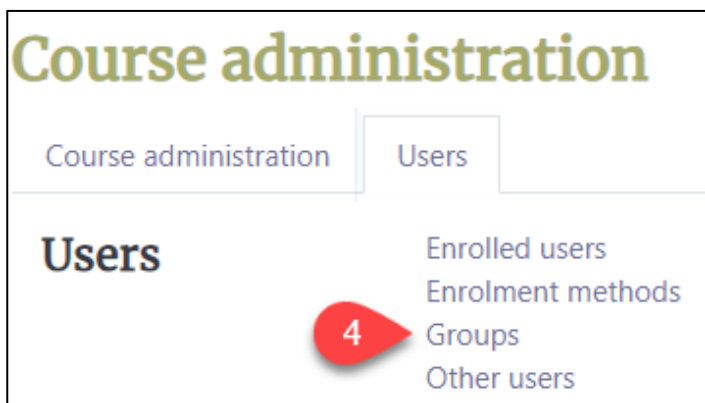 Course administration
Course administration Users
Users
Enrolled users
Enrolment methods
4 Groups
Other users